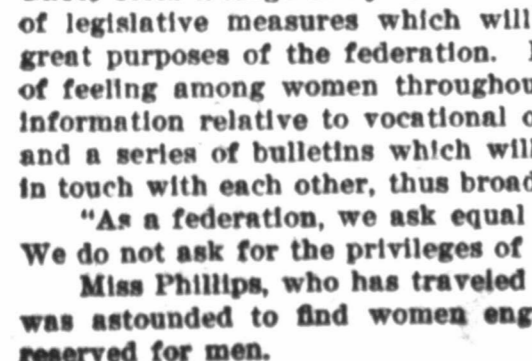 of legislative measures which will
great purposes of the federation.
of feeling among women throughou
information relative to vocational
and a series of bulletins which wil
in touch with each other, thus broad
"As a federation, we ask equal
We do not ask for the privileges of
Miss Phillips, who has traveled
was astounded to find women eng
reserved for men.